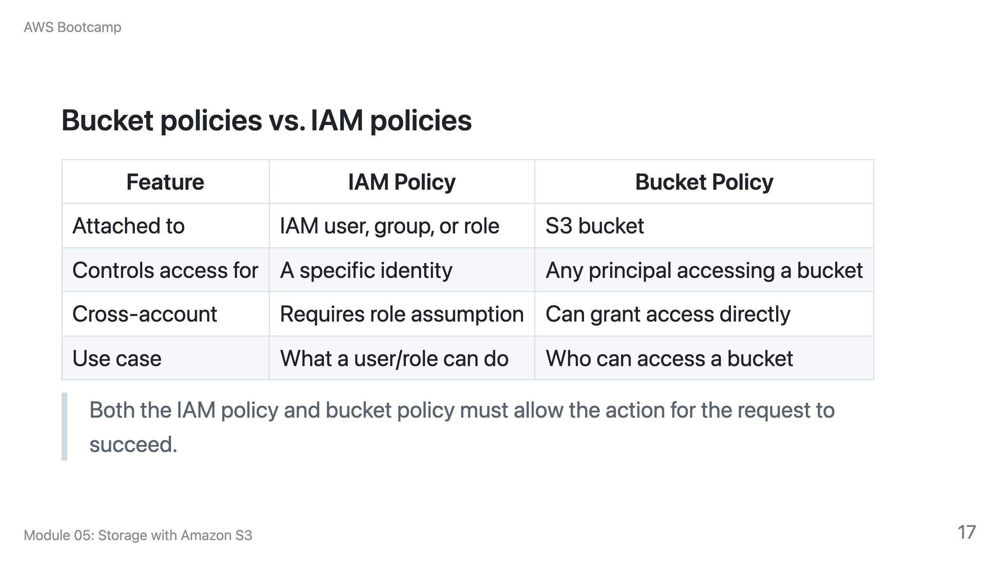 AWS Bootcamp
Bucket policies vs. IAM policies
Feature IAM Policy Bucket Policy
Attached to IAM user, group, or role S3 bucket
Controls access for A specific identity Any principal accessing a bucket
Cross-account Requires role assumption Can grant access directly
Use case What a user/role can do Who can access a bucket
Both the IAM policy and bucket policy must allow the action for the request to
succeed.
Module 05: Storage with Amazon S3
17